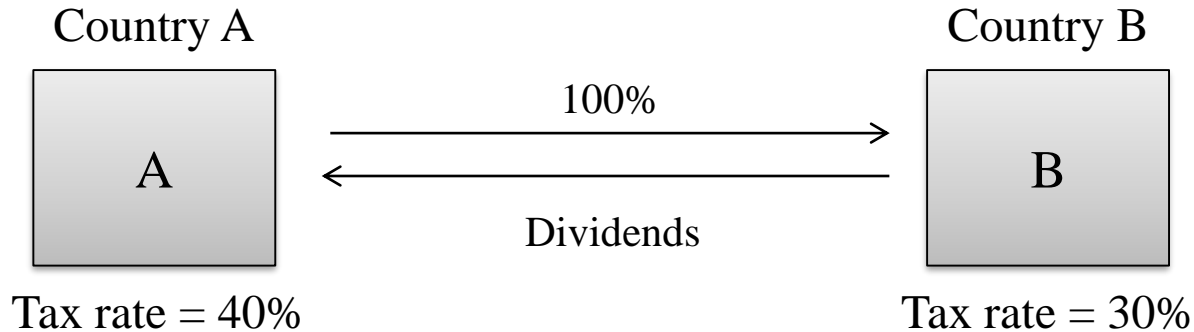 Country A
Country B
100%
A
B
Dividends
Tax rate = 40%
Tax rate = 30%